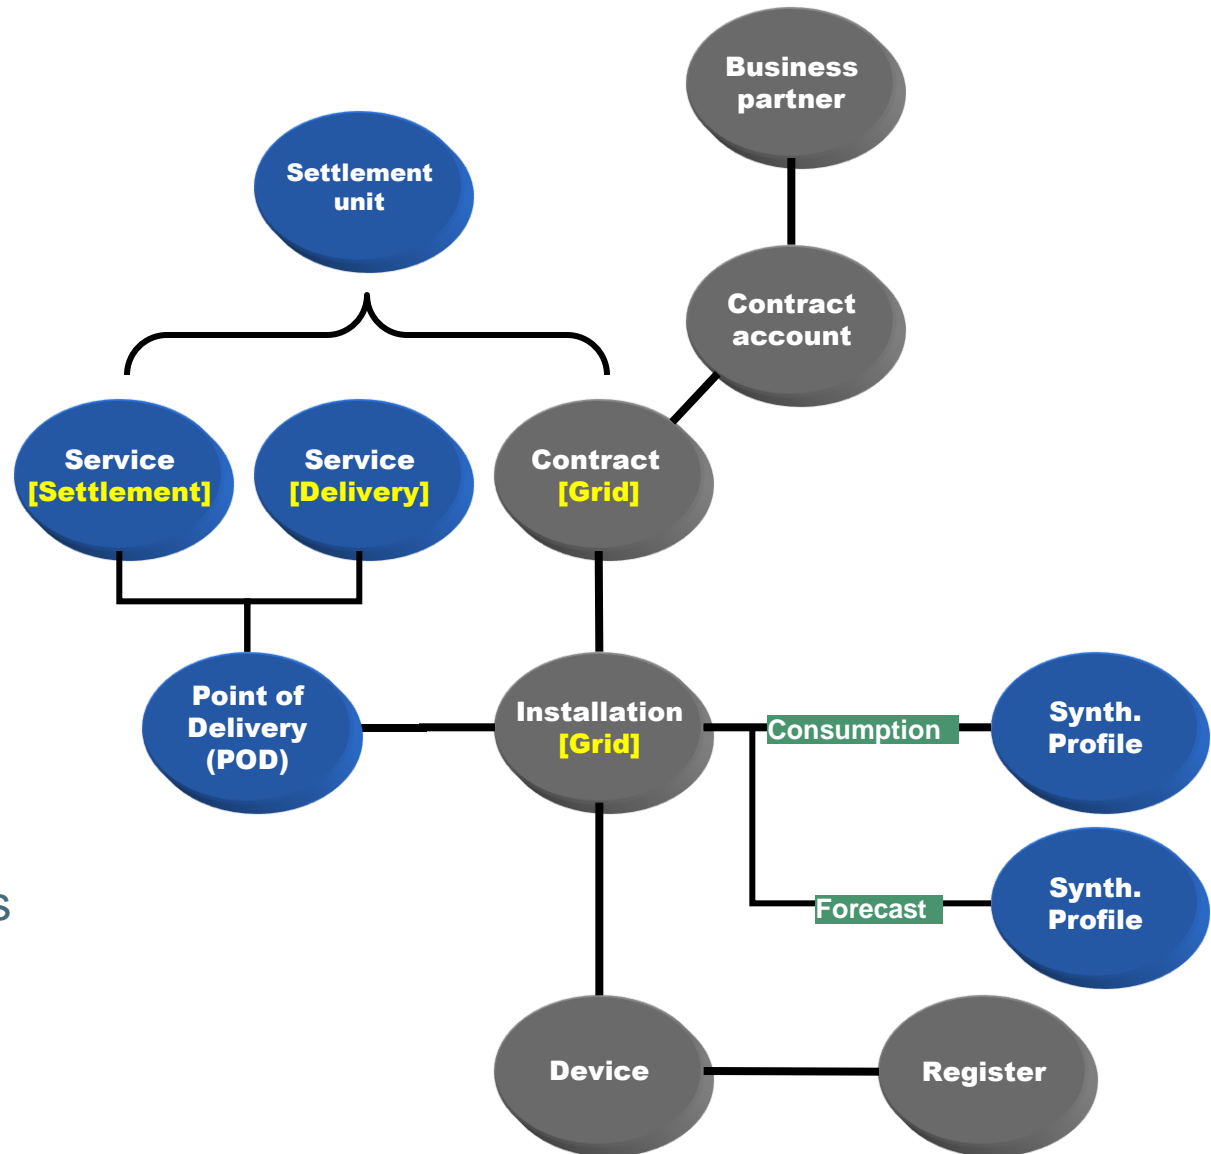 Business
partner
Settlement
unit
Contract
account
Service
[Settlement]
Service
[Delivery]
Contract
[Grid]
Point of
Delivery
(POD)
Installation
[Grid]
Consumption
Synth.
Profile
s
Forecast
Synth.
Profile
Device
Register